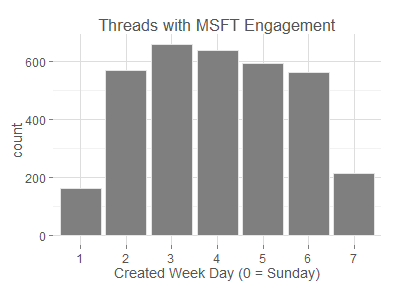 Threads with MSFT Engagement
600
400
200
0
count
1 2 3 4 5 6 7
Created Week Day (0 = Sunday)